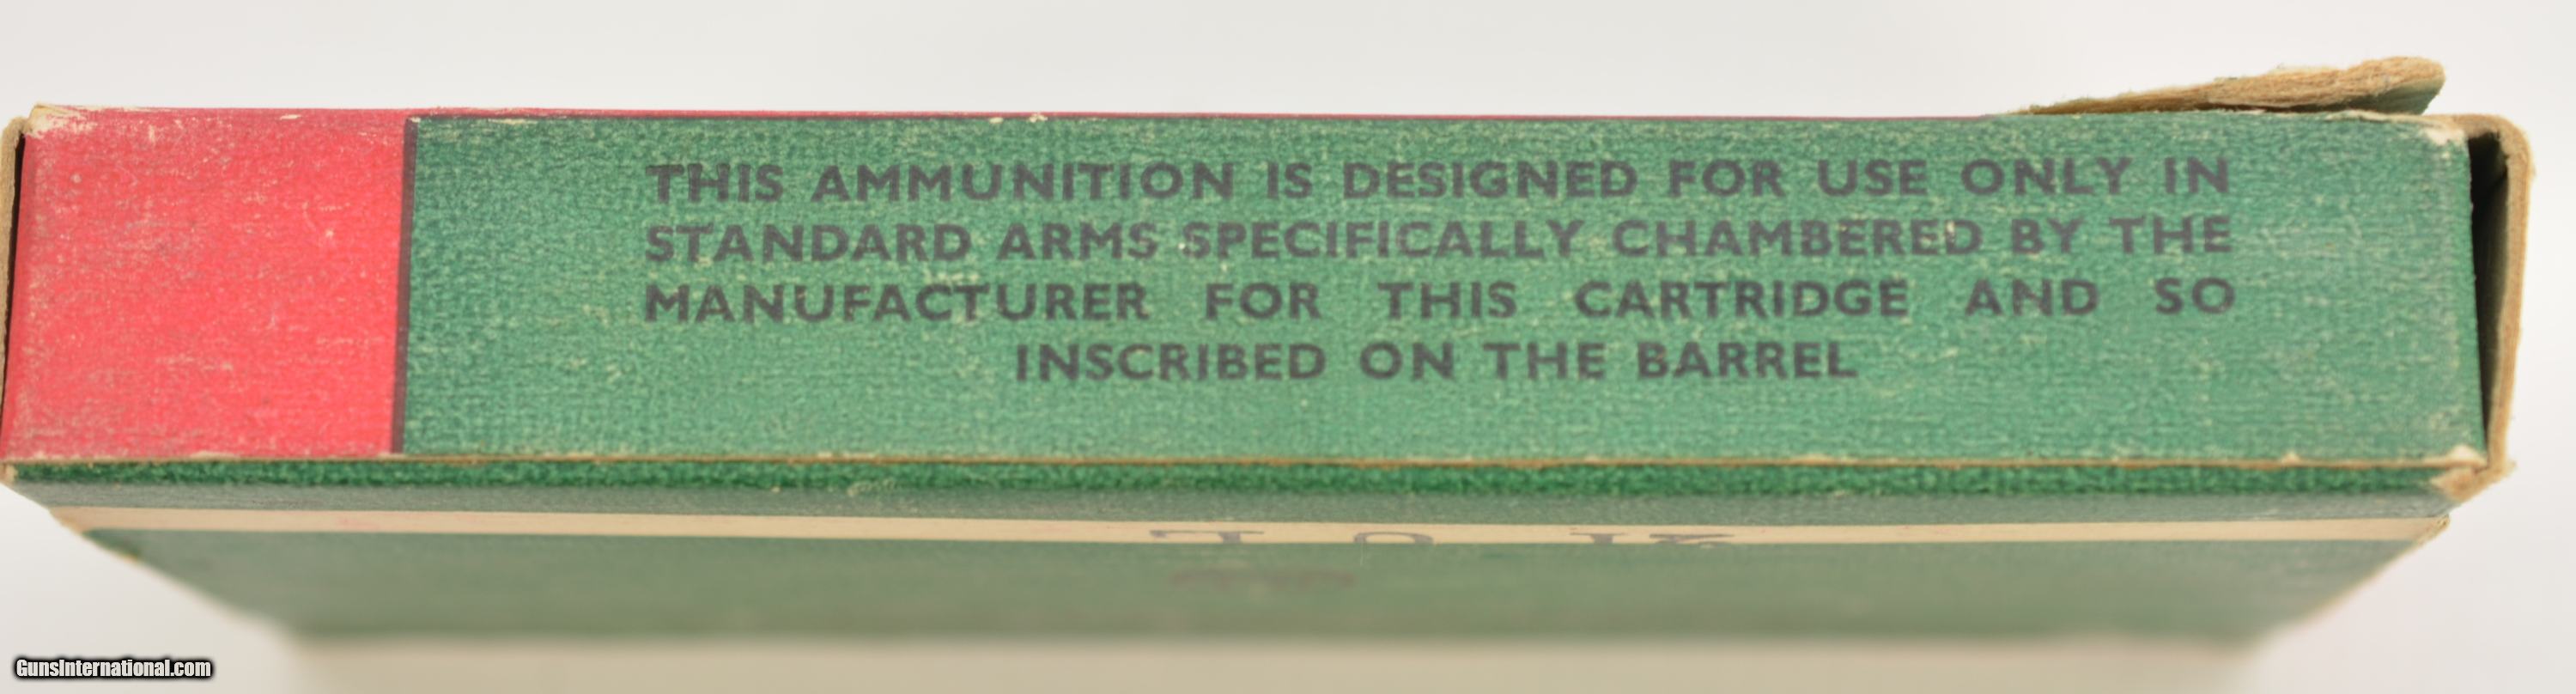 THIS AMMUNITION IS DESIGNED FOR USE ONLY IN
STANDARD ARMS SPECIFICALLY CHAMBERED BY THE
MANUFACTURER FOR THIS CARTRIDGE AND SO
INSCRIBED ON THE BARREL
GunsInternational.com